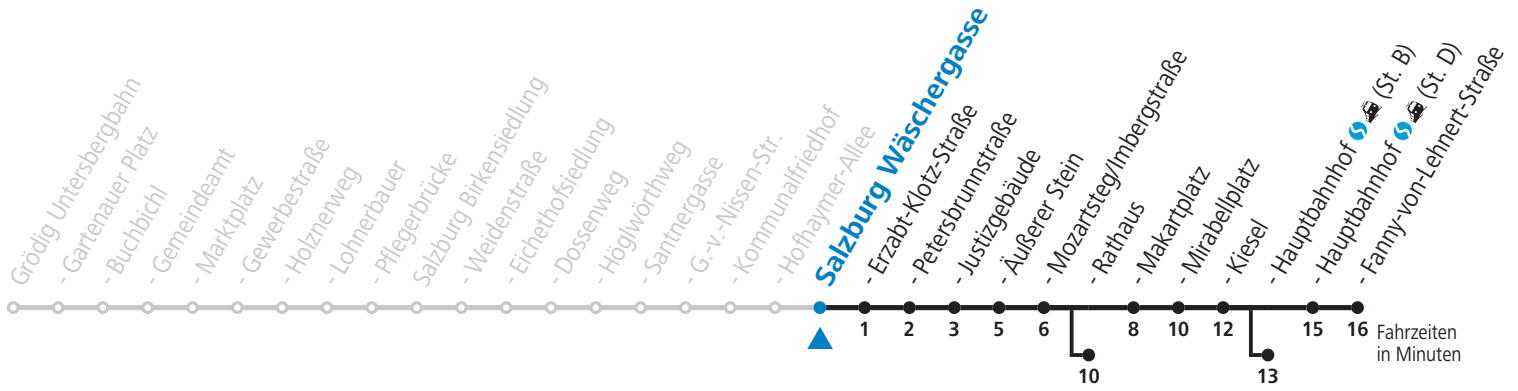 Grödig Untersbergbahn
- Gartenauer Platz
- Buchbichl
- Gemeindeamt
- Marktplatz
- Gewerbestraße
- Holznerweg
- Lohnerbauer
- Pflegerbrücke
Salzburg Birkensiedlung
- Weidenstraße
- Eichethofsiedlung
- Dossenweg
- Höglwörthweg
- Santnergasse
- G.-v.-Nissen-Str.
- Kommunalfriedhof
- Hofhaymer-Allee
Salzburg Wäschergasse
- Erzabt-Klotz-Straße
- Petersbrunnstraße
- Justizgebäude
- Äußerer Stein
- Mozartsteg/Imbergstraße
- Rathaus
- Makartplatz
- Mirabellplatz
- Kiesel
- Hauptbahnhof (St. B)
- Hauptbahnhof (St. D)
- Fanny-von-Lehnert-Straße
1 2 3 5 6 8 10 12 15 16 Fahrzeiten
in Minuten
10 13